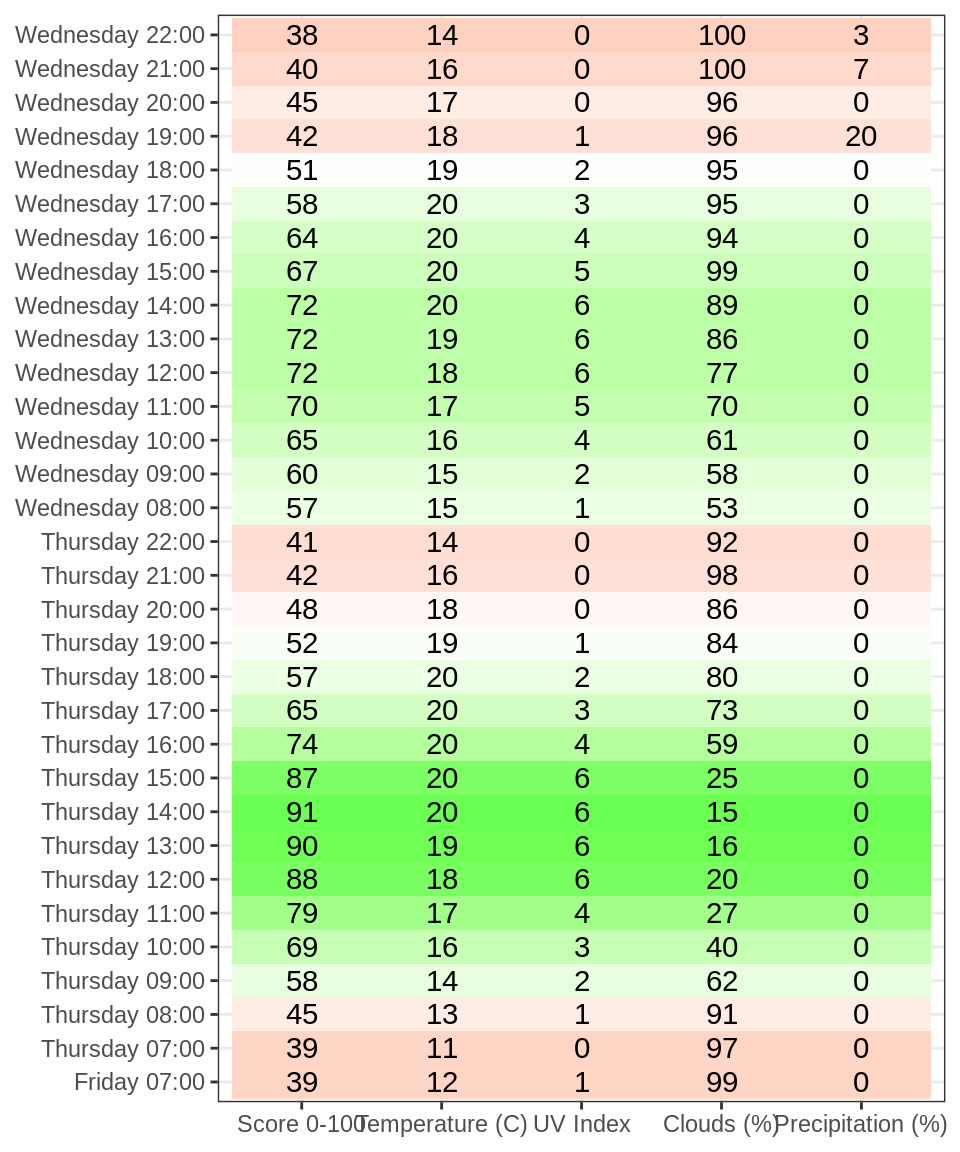 Wednesday 22:00 38 14 0 100 3
Wednesday 21:00 40 16 0 100 7
Wednesday 20:00 45 17 0 96 0
Wednesday 19:00 42 18 1 96 20
Wednesday 18:00 51 19 2 95 0
Wednesday 17:00 58 20 3 95 0
Wednesday 16:00 64 20 4 94 0
Wednesday 15:00 67 20 5 99 0
Wednesday 14:00 72 20 6 89 0
Wednesday 13:00 72 19 6 86 0
Wednesday 12:00 72 18 6 77 0
Wednesday 11:00 70 17 5 70 0
Wednesday 10:00 65 16 4 61 0
Wednesday 09:00 60 15 2 58 0
Wednesday 08:00 57 15 1 53 0
Thursday 22:00 41 14 0 92 0
Thursday 21:00 42 16 0 98 0
Thursday 20:00 48 18 0 86 0
Thursday 19:00 52 19 1 84 0
Thursday 18:00 57 20 2 80 0
Thursday 17:00 65 20 3 73 0
Thursday 16:00 74 20 4 59 0
Thursday 15:00 87 20 6 25 0
Thursday 14:00 91 20 6 15 0
Thursday 13:00 90 19 6 16 0
Thursday 12:00 88 18 6 20 0
Thursday 11:00 79 17 4 27 0
Thursday 10:00 69 16 3 40 0
Thursday 09:00 58 14 2 62 0
Thursday 08:00 45 13 1 91 0
Thursday 07:00 39 11 0 97 0
Friday 07:00 39 12 1 99 0
Score 0-100 Temperature (C) UV Index Clouds (%) Precipitation (%)